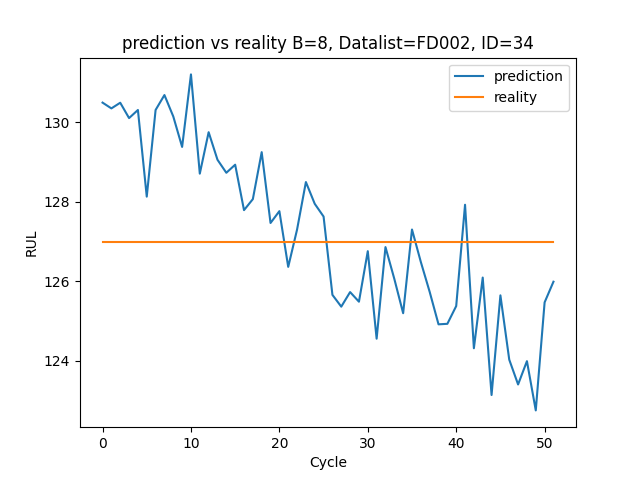 prediction vs reality B=8, Datalist=FD002, ID=34
prediction
reality
130
128
126
124
RUL
0 10 20 30 40 50
Cycle